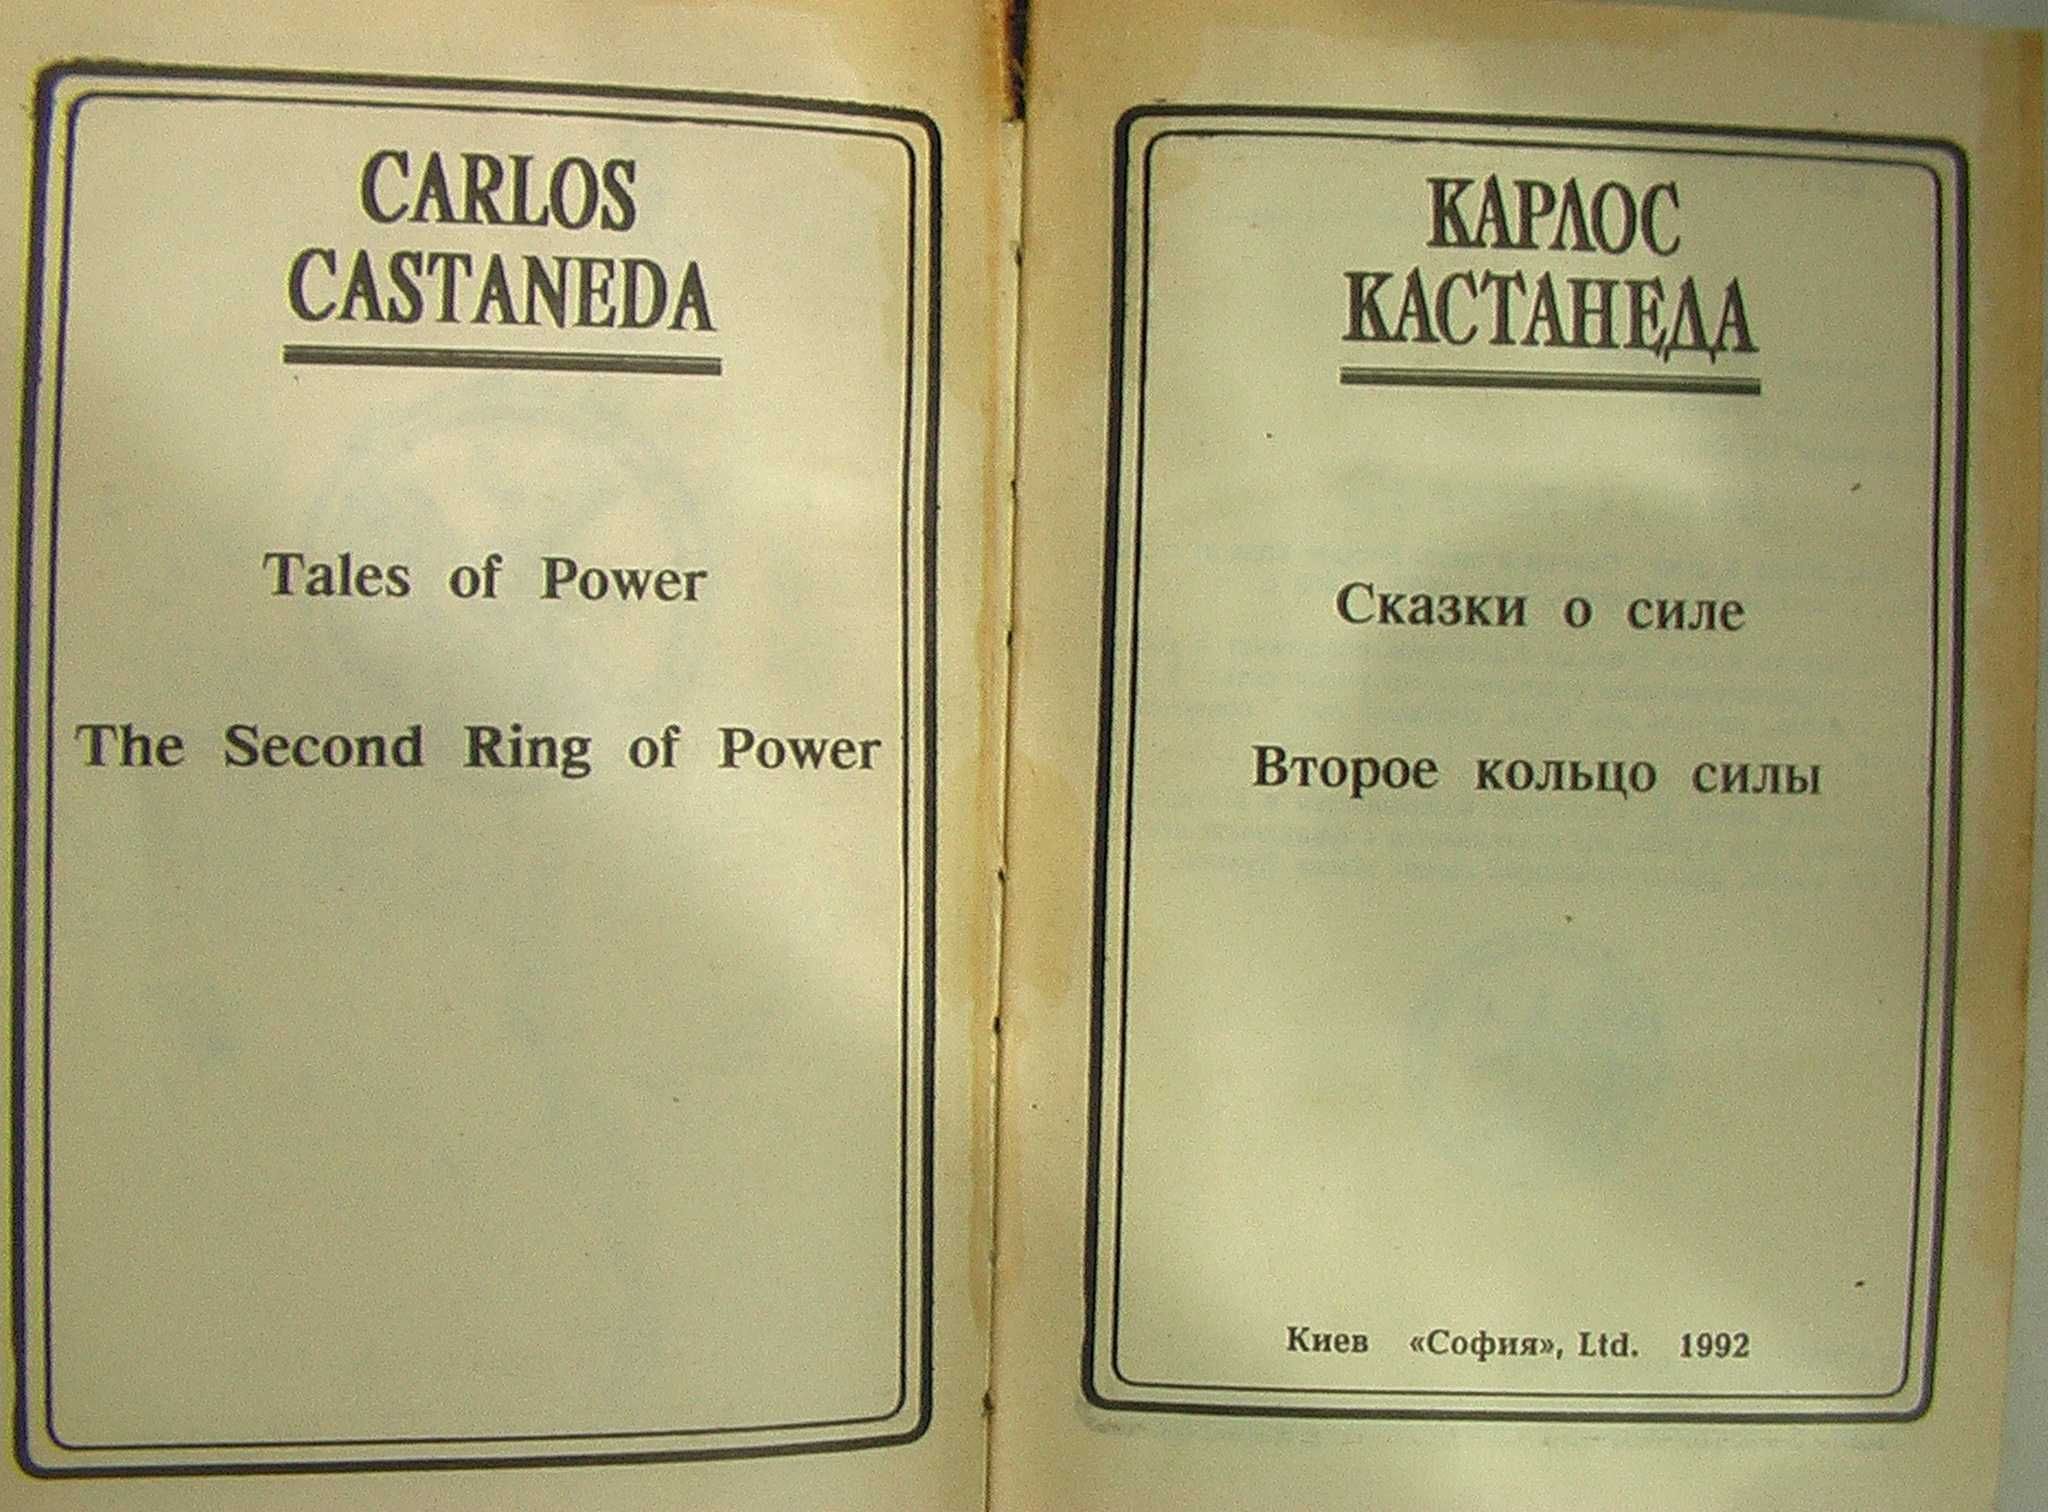 CARLOS
CASTANEDA
Tales of Power
The Second Ring of Power
КАРЛОС
КАСТАНЕДА
Сказки о силе
Второе кольцо силы
Киев «София», Ltd. 1992